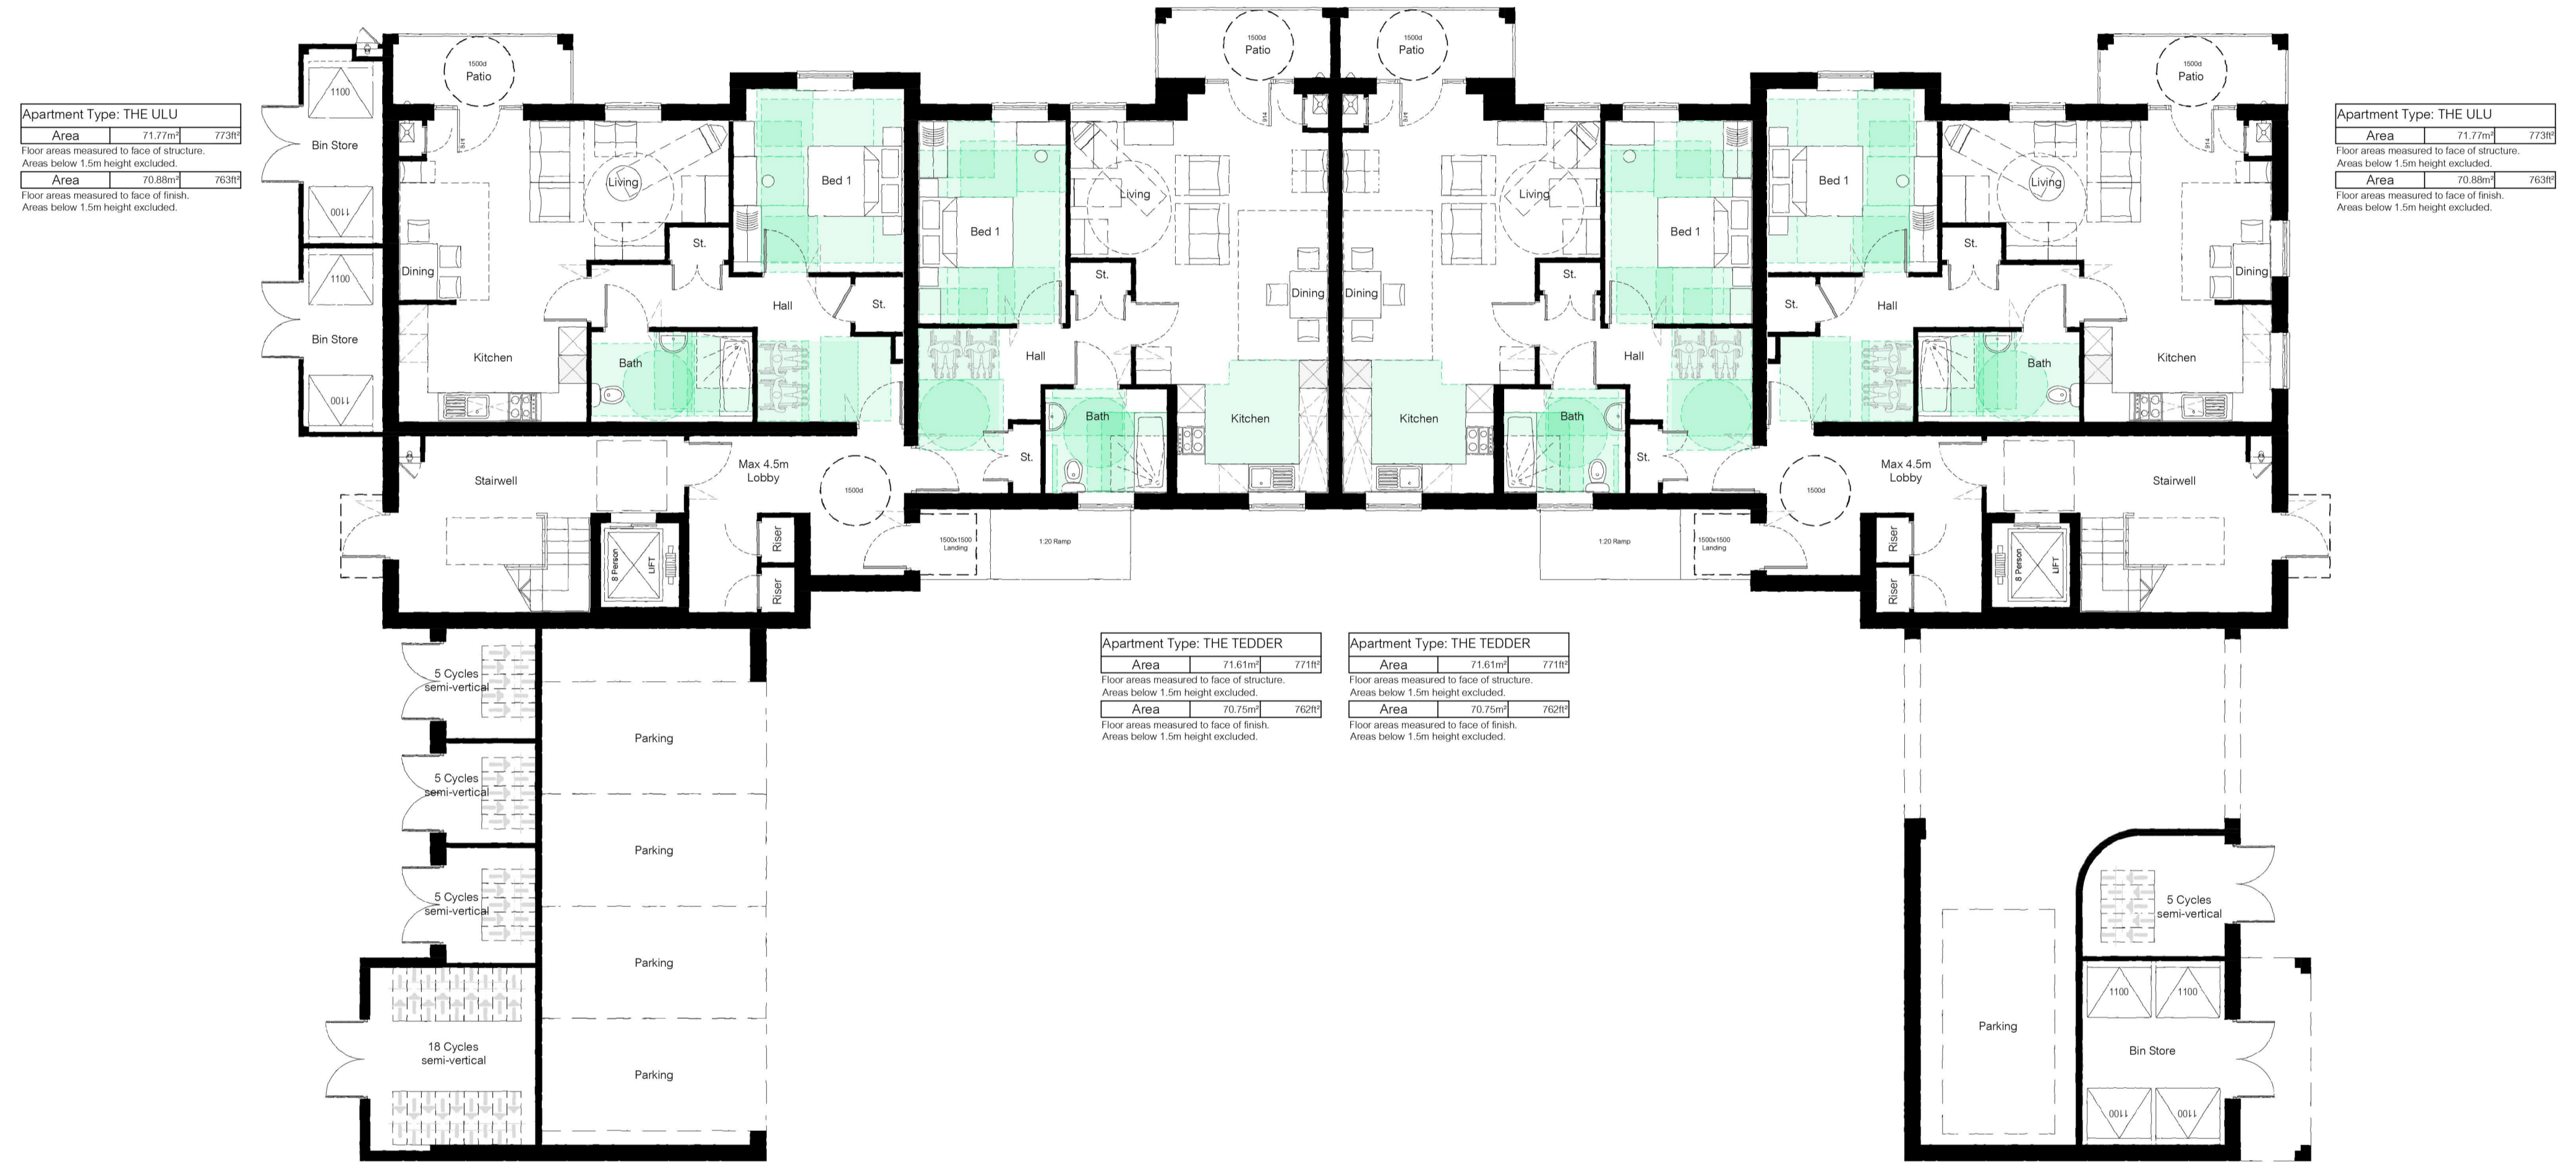 Apartment Type: THE ULU
Area 71.77m² 773ft²
Floor areas measured to face of structure.
Areas below 1.5m height excluded.
Area 70.88m² 763ft²
Floor areas measured to face of finish.
Areas below 1.5m height excluded.
1100
Bin Store
1100
1100
Bin Store
1100
1500d
Patio
914
Living
Dining
Kitchen
St.
Bed 1
Hall
St.
Bath
Stairwell
Max 4.5m
Lobby
1500d
8 Person
LIFT
Riser
Riser
1500x1500
Landing
1:20 Ramp
1500d
Patio
914
Bed 1
Living
St.
Dining
Hall
Bath
Kitchen
St.
1500d
Patio
914
Living
Bed 1
St.
Dining
Hall
Kitchen
Bath
St.
1:20 Ramp
1500x1500
Landing
1500d
Patio
914
Bed 1
Living
St.
Dining
St.
Hall
Bath
Kitchen
1500d
Max 4.5m
Lobby
Stairwell
Riser
Riser
8 Person
LIFT
Apartment Type: THE ULU
Area 71.77m² 773ft²
Floor areas measured to face of structure.
Areas below 1.5m height excluded.
Area 70.88m² 763ft²
Floor areas measured to face of finish.
Areas below 1.5m height excluded.
Apartment Type: THE TEDDER
Area 71.61m² 771ft²
Floor areas measured to face of structure.
Areas below 1.5m height excluded.
Area 70.75m² 762ft²
Floor areas measured to face of finish.
Areas below 1.5m height excluded.
Apartment Type: THE TEDDER
Area 71.61m² 771ft²
Floor areas measured to face of structure.
Areas below 1.5m height excluded.
Area 70.75m² 762ft²
Floor areas measured to face of finish.
Areas below 1.5m height excluded.
5 Cycles
semi-vertical
5 Cycles
semi-vertical
5 Cycles
semi-vertical
18 Cycles
semi-vertical
Parking
Parking
Parking
Parking
Parking
5 Cycles
semi-vertical
1100
1100
Bin Store
1100
1100